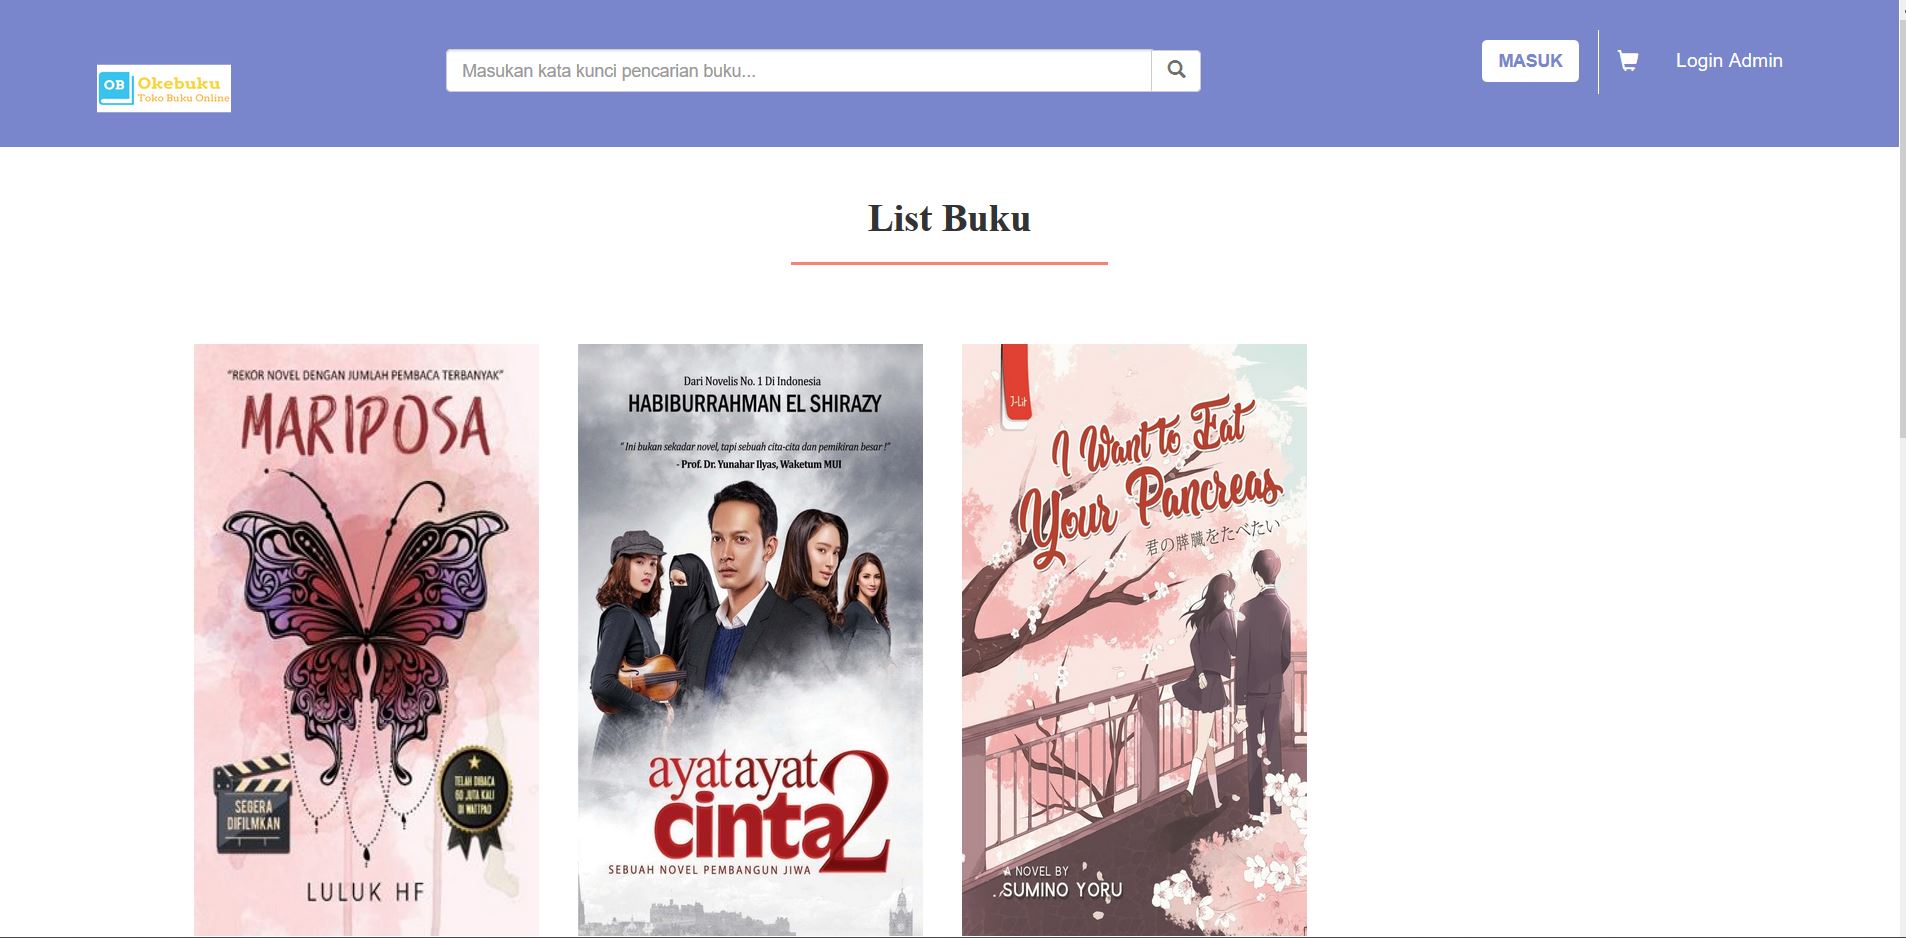 OB
Okebuku
Toko Buku Online
Masukan kata kunci pencarian buku...
MASUK
Login Admin
List Buku
“REKOR NOVEL DENGAN JUMLAH PEMBACA TERBANYAK”
MARIPOSA
SEGERA
DIFILMKAN
TELAH DIBACA
60 JUTA KALI
DI WATTPAD
LULUK HF
Dari Novelis No. 1 Di Indonesia
HABIBURRAHMAN EL SHIRAZY
“Ini bukan sekadar novel, tapi sebuah cita-cita dan pemikiran besar!”
- Prof. Dr. Yunahar Ilyas, Waketum MUI
ayat ayat
cinta 2
SEBUAH NOVEL PEMBANGUN JIWA
J-Lit
I Want to Eat
Your Pancreas
君の膵臓をたべたい
A NOVEL BY
SUMINO YORU